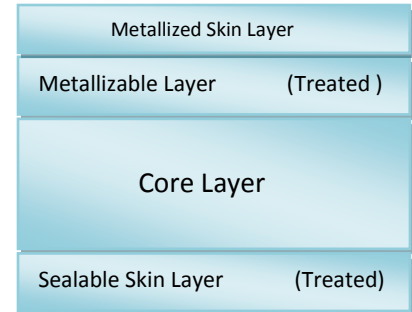 Metallized Skin Layer
Metallizable Layer (Treated )
Core Layer
Sealable Skin Layer (Treated)